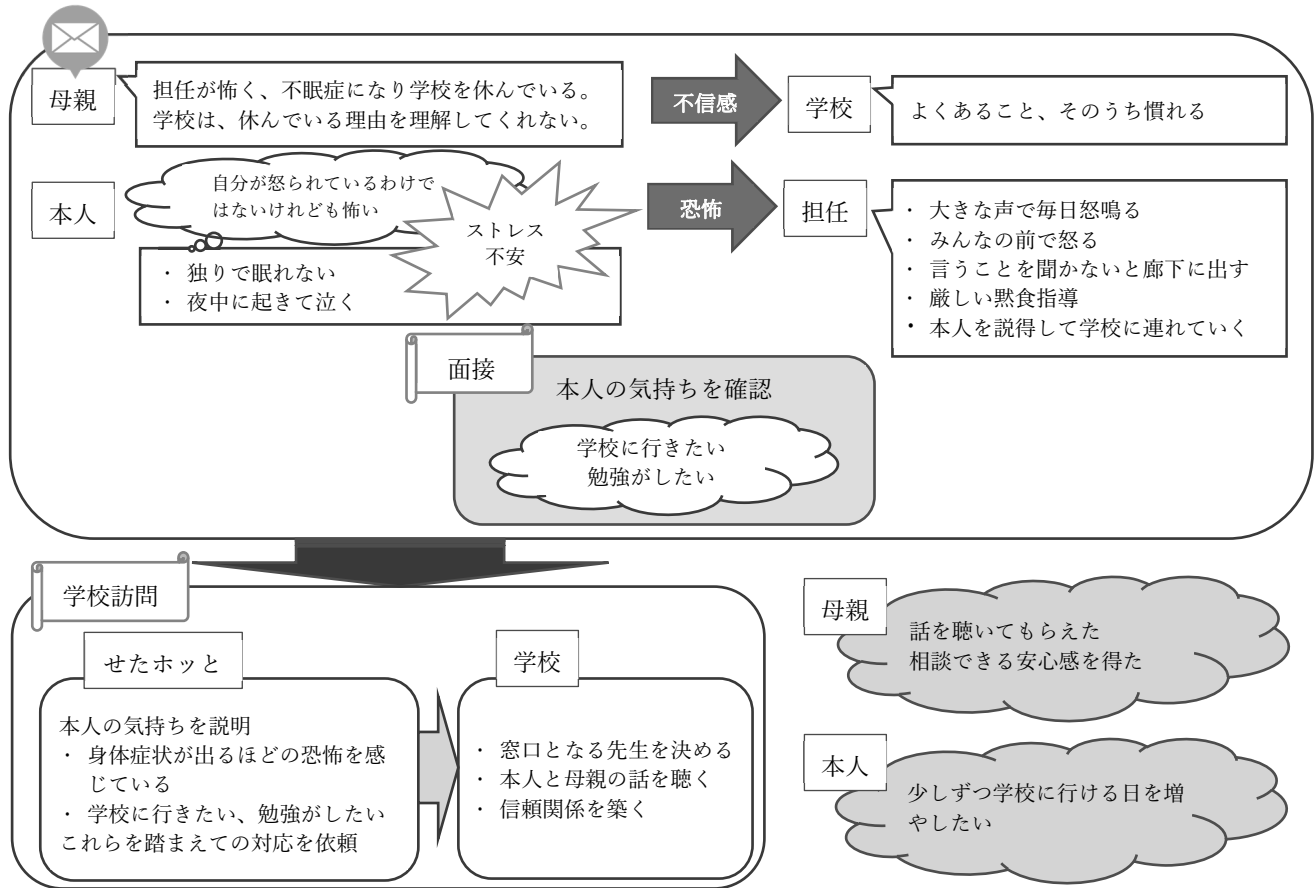 母親
担任が怖く、不眠症になり学校を休んでいる。
学校は、休んでいる理由を理解してくれない。
不信感
学校
よくあること、そのうち慣れる
本人
自分が怒られているわけで
はないけれども怖い
ストレス
不安
・ 独りで眠れない
・ 夜中に起きて泣く
恐怖
担任
・ 大きな声で毎日怒鳴る
・ みんなの前で怒る
・ 言うことを聞かないと廊下に出す
・ 厳しい黙食指導
・ 本人を説得して学校に連れていく
面接
本人の気持ちを確認
学校に行きたい
勉強がしたい
学校訪問
せたホッと
本人の気持ちを説明
・ 身体症状が出るほどの恐怖を感
じている
・ 学校に行きたい、勉強がしたい
これらを踏まえての対応を依頼
学校
・ 窓口となる先生を決める
・ 本人と母親の話を聴く
・ 信頼関係を築く
母親
話を聴いてもらえた
相談できる安心感を得た
本人
少しずつ学校に行ける日を増
やしたい